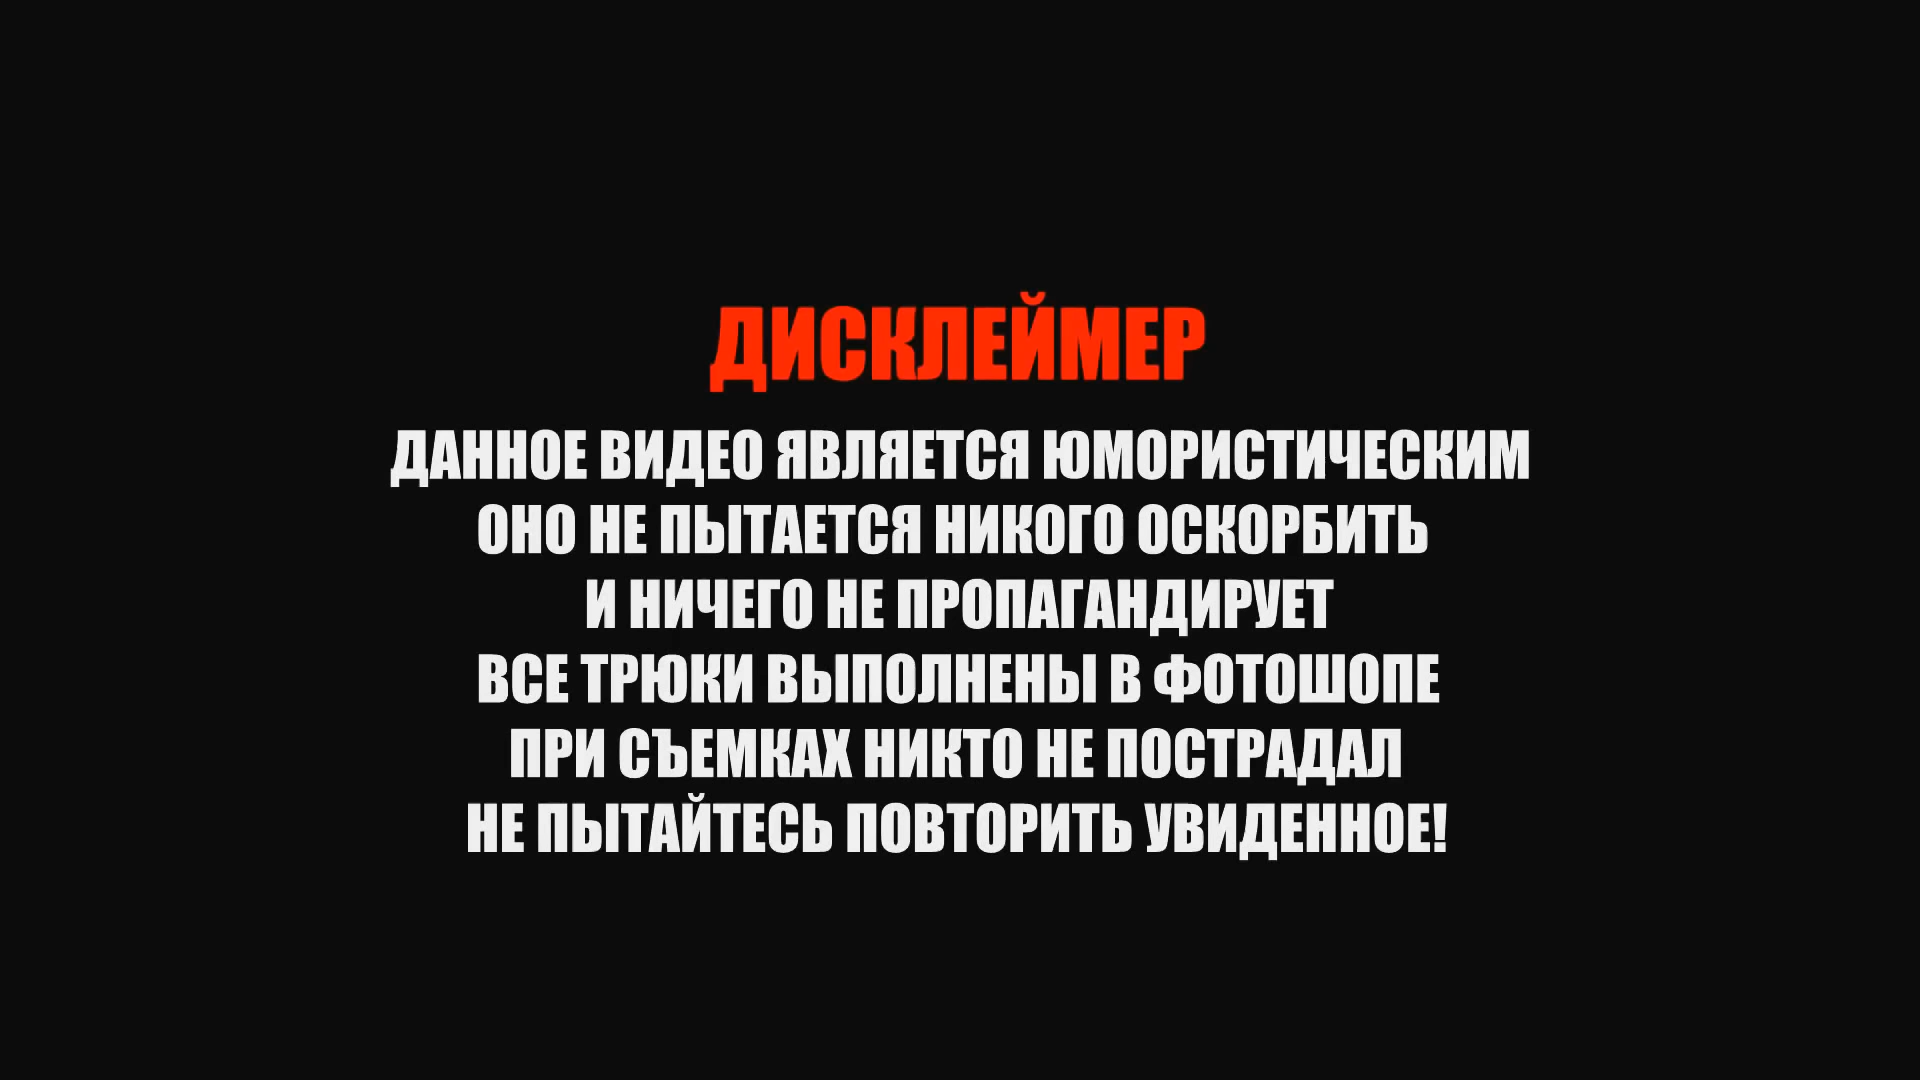 ДИСКЛЕЙМЕР
ДАННОЕ ВИДЕО ЯВЛЯЕТСЯ ЮМОРИСТИЧЕСКИМ
ОНО НЕ ПЫТАЕТСЯ НИКОГО ОСКОРБИТЬ
И НИЧЕГО НЕ ПРОПАГАНДИРУЕТ
ВСЕ ТРЮКИ ВЫПОЛНЕНЫ В ФОТОШОПЕ
ПРИ СЪЕМКАХ НИКТО НЕ ПОСТРАДАЛ
НЕ ПЫТАЙТЕСЬ ПОВТОРИТЬ УВИДЕННОЕ!